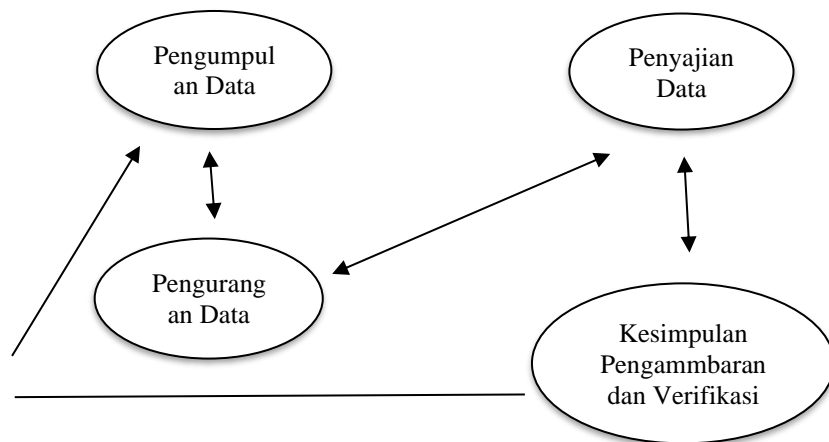 Pengumpul
an Data
Penyajian
Data
Pengurang
an Data
Kesimpulan
Pengammbaran
dan Verifikasi